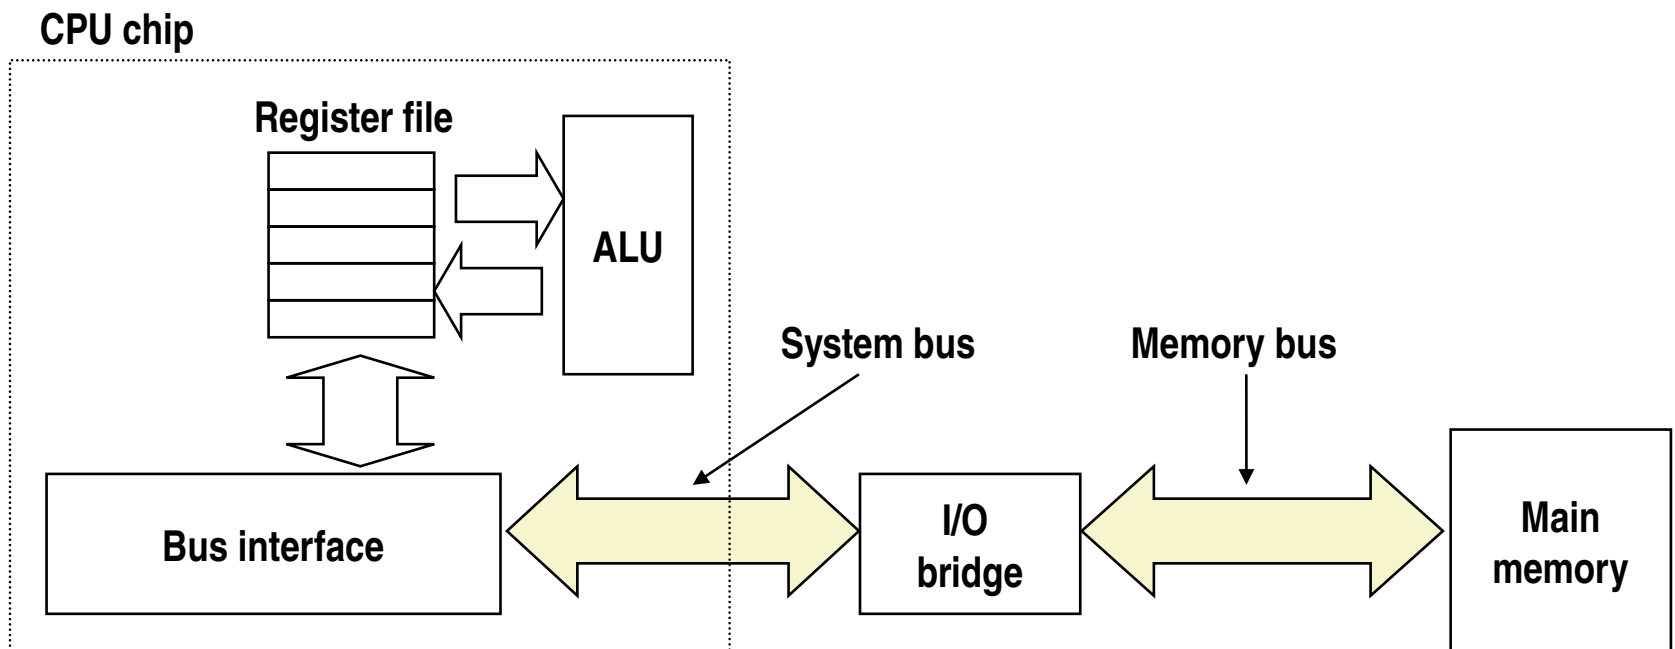 CPU chip
Register file
ALU
System bus
Memory bus
Bus interface
I/O
bridge
Main
memory